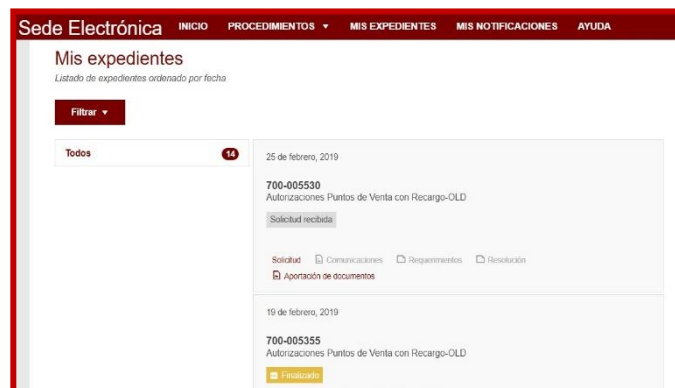 Sede Electrónica INICIO PROCEDIMIENTOS MIS EXPEDIENTES MIS NOTIFICACIONES AYUDA
Mis expedientes
Listado de expedientes ordenado por fecha
Filtrar
Todos 14
25 de febrero, 2019
700-005530
Autorizaciones Puntos de Venta con Recargo-OLD
Solicitud recibida
Solicitud Comunicaciones Requerimientos Resolución
Aportación de documentos
19 de febrero, 2019
700-005355
Autorizaciones Puntos de Venta con Recargo-OLD
Finalizado